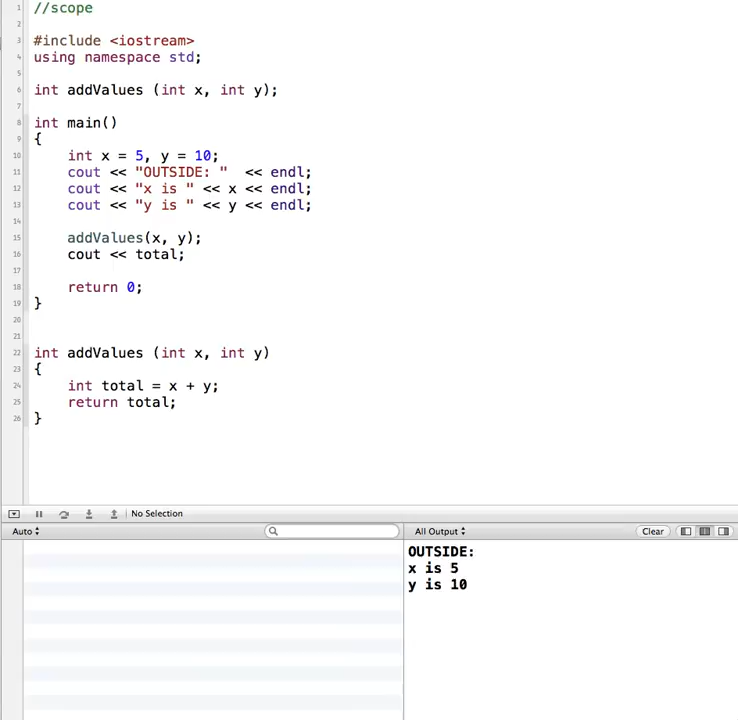 1 //scope
2
3 #include <iostream>
4 using namespace std;
5
6 int addValues (int x, int y);
7
8 int main()
9 {
10     int x = 5, y = 10;
11     cout << "OUTSIDE: "  << endl;
12     cout << "x is " << x << endl;
13     cout << "y is " << y << endl;
14
15     addValues(x, y);
16     cout << total;
17
18     return 0;
19 }
20
21
22 int addValues (int x, int y)
23 {
24     int total = x + y;
25     return total;
26 }
No Selection
Auto
All Output
Clear
OUTSIDE:
x is 5
y is 10